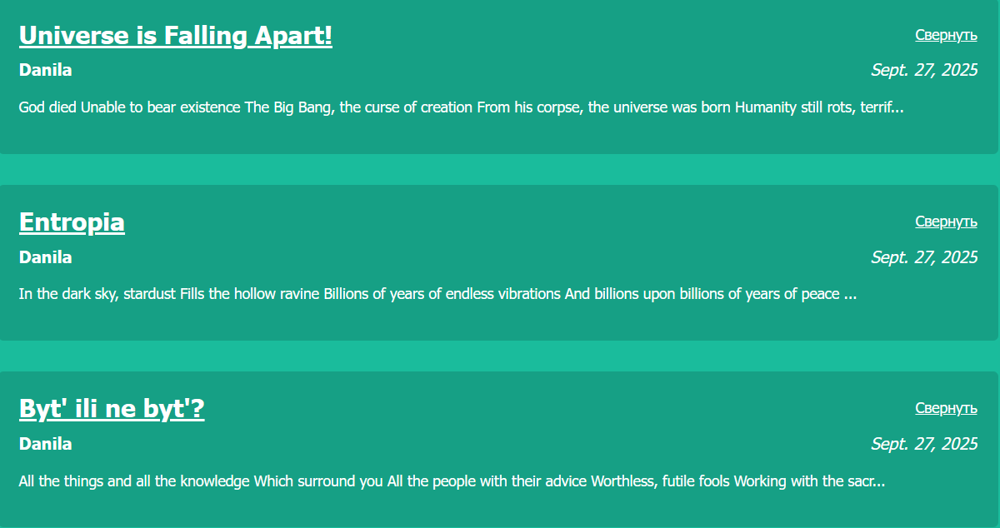 Universe is Falling Apart! Свернуть
Danila Sept. 27, 2025
God died Unable to bear existence The Big Bang, the curse of creation From his corpse, the universe was born Humanity still rots, terrif...
Entropia Свернуть
Danila Sept. 27, 2025
In the dark sky, stardust Fills the hollow ravine Billions of years of endless vibrations And billions upon billions of years of peace ...
Byt' ili ne byt'? Свернуть
Danila Sept. 27, 2025
All the things and all the knowledge Which surround you All the people with their advice Worthless, futile fools Working with the sacr...